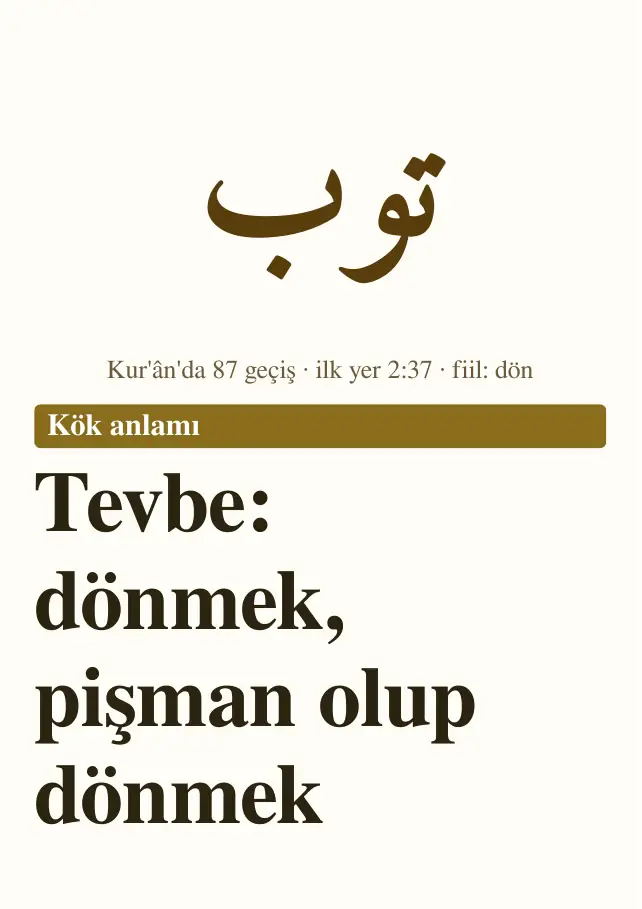 توب
Kur'ân'da 87 geçiş · ilk yer 2:37 · fiil: dön
Kök anlamı
Tevbe:
dönmek,
pişman olup
dönmek